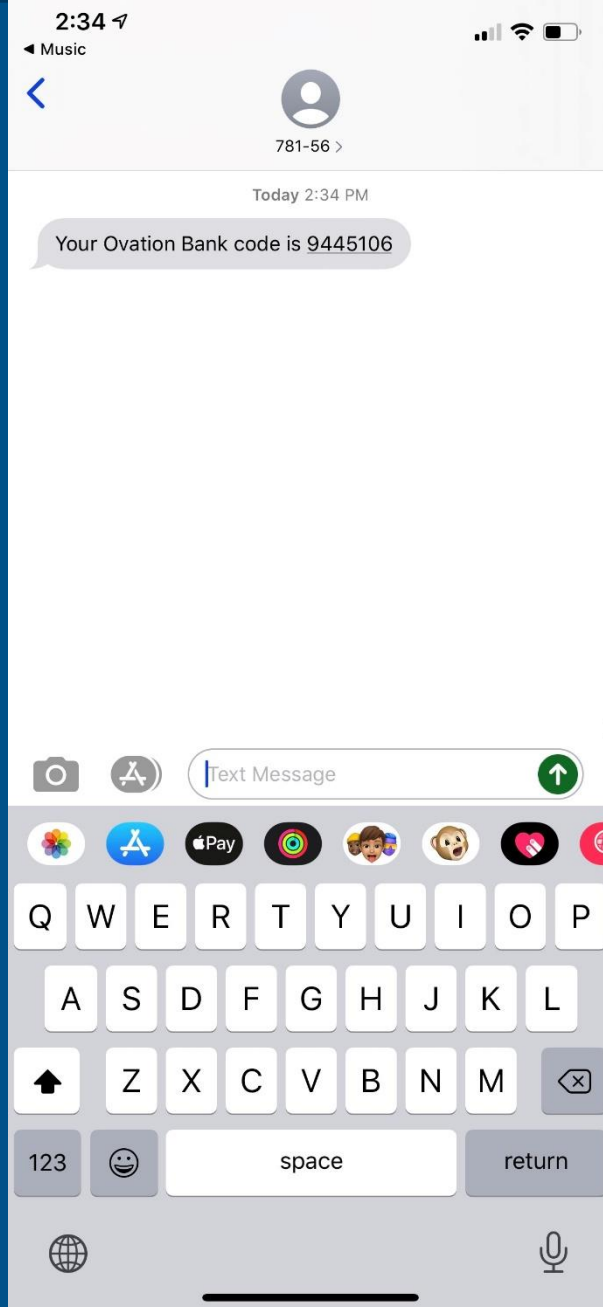 2:34
◀ Music
781-56 >
Today 2:34 PM
Your Ovation Bank code is 9445106
Text Message
Pay
Q W E R T Y U I O P
A S D F G H J K L
Z X C V B N M
123 space return